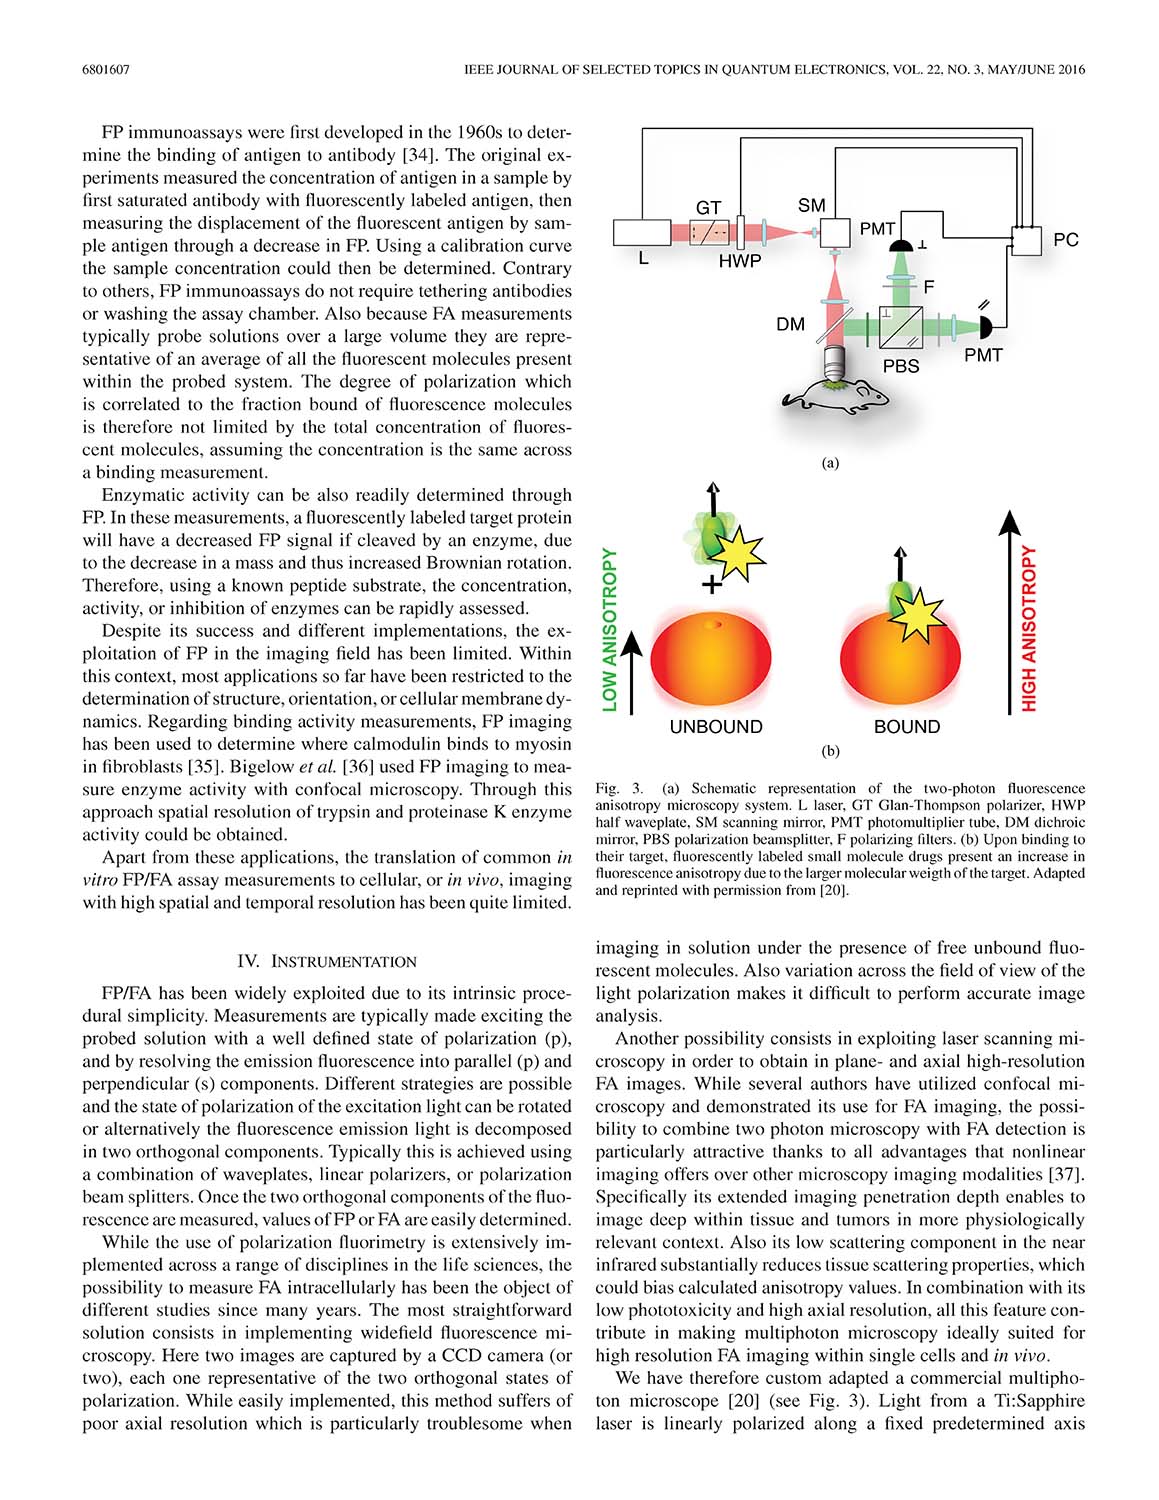 6801607
IEEE JOURNAL OF SELECTED TOPICS IN QUANTUM ELECTRONICS, VOL. 22, NO. 3, MAY/JUNE 2016
FP immunoassays were first developed in the 1960s to deter-
mine the binding of antigen to antibody [34]. The original ex-
periments measured the concentration of antigen in a sample by
first saturated antibody with fluorescently labeled antigen, then
measuring the displacement of the fluorescent antigen by sam-
ple antigen through a decrease in FP. Using a calibration curve
the sample concentration could then be determined. Contrary
to others, FP immunoassays do not require tethering antibodies
or washing the assay chamber. Also because FA measurements
typically probe solutions over a large volume they are repre-
sentative of an average of all the fluorescent molecules present
within the probed system. The degree of polarization which
is correlated to the fraction bound of fluorescence molecules
is therefore not limited by the total concentration of fluores-
cent molecules, assuming the concentration is the same across
a binding measurement.
Enzymatic activity can be also readily determined through
FP. In these measurements, a fluorescently labeled target protein
will have a decreased FP signal if cleaved by an enzyme, due
to the decrease in a mass and thus increased Brownian rotation.
Therefore, using a known peptide substrate, the concentration,
activity, or inhibition of enzymes can be rapidly assessed.
Despite its success and different implementations, the ex-
ploitation of FP in the imaging field has been limited. Within
this context, most applications so far have been restricted to the
determination of structure, orientation, or cellular membrane dy-
namics. Regarding binding activity measurements, FP imaging
has been used to determine where calmodulin binds to myosin
in fibroblasts [35]. Bigelow et al. [36] used FP imaging to mea-
sure enzyme activity with confocal microscopy. Through this
approach spatial resolution of trypsin and proteinase K enzyme
activity could be obtained.
Apart from these applications, the translation of common in
vitro FP/FA assay measurements to cellular, or in vivo, imaging
with high spatial and temporal resolution has been quite limited.
IV. INSTRUMENTATION
FP/FA has been widely exploited due to its intrinsic proce-
dural simplicity. Measurements are typically made exciting the
probed solution with a well defined state of polarization (p),
and by resolving the emission fluorescence into parallel (p) and
perpendicular (s) components. Different strategies are possible
and the state of polarization of the excitation light can be rotated
or alternatively the fluorescence emission light is decomposed
in two orthogonal components. Typically this is achieved using
a combination of waveplates, linear polarizers, or polarization
beam splitters. Once the two orthogonal components of the fluo-
rescence are measured, values of FP or FA are easily determined.
While the use of polarization fluorimetry is extensively im-
plemented across a range of disciplines in the life sciences, the
possibility to measure FA intracellularly has been the object of
different studies since many years. The most straightforward
solution consists in implementing widefield fluorescence mi-
croscopy. Here two images are captured by a CCD camera (or
two), each one representative of the two orthogonal states of
polarization. While easily implemented, this method suffers of
poor axial resolution which is particularly troublesome when
L
GT
HWP
SM
PMT
⊥
F
PC
DM
⊥
PBS
PMT
(a)
LOW ANISOTROPY
+
UNBOUND
BOUND
HIGH ANISOTROPY
(b)
Fig. 3. (a) Schematic representation of the two-photon fluorescence
anisotropy microscopy system. L laser, GT Glan-Thompson polarizer, HWP
half waveplate, SM scanning mirror, PMT photomultiplier tube, DM dichroic
mirror, PBS polarization beamsplitter, F polarizing filters. (b) Upon binding to
their target, fluorescently labeled small molecule drugs present an increase in
fluorescence anisotropy due to the larger molecular weigth of the target. Adapted
and reprinted with permission from [20].
imaging in solution under the presence of free unbound fluo-
rescent molecules. Also variation across the field of view of the
light polarization makes it difficult to perform accurate image
analysis.
Another possibility consists in exploiting laser scanning mi-
croscopy in order to obtain in plane- and axial high-resolution
FA images. While several authors have utilized confocal mi-
croscopy and demonstrated its use for FA imaging, the possi-
bility to combine two photon microscopy with FA detection is
particularly attractive thanks to all advantages that nonlinear
imaging offers over other microscopy imaging modalities [37].
Specifically its extended imaging penetration depth enables to
image deep within tissue and tumors in more physiologically
relevant context. Also its low scattering component in the near
infrared substantially reduces tissue scattering properties, which
could bias calculated anisotropy values. In combination with its
low phototoxicity and high axial resolution, all this feature con-
tribute in making multiphoton microscopy ideally suited for
high resolution FA imaging within single cells and in vivo.
We have therefore custom adapted a commercial multipho-
ton microscope [20] (see Fig. 3). Light from a Ti:Sapphire
laser is linearly polarized along a fixed predetermined axis